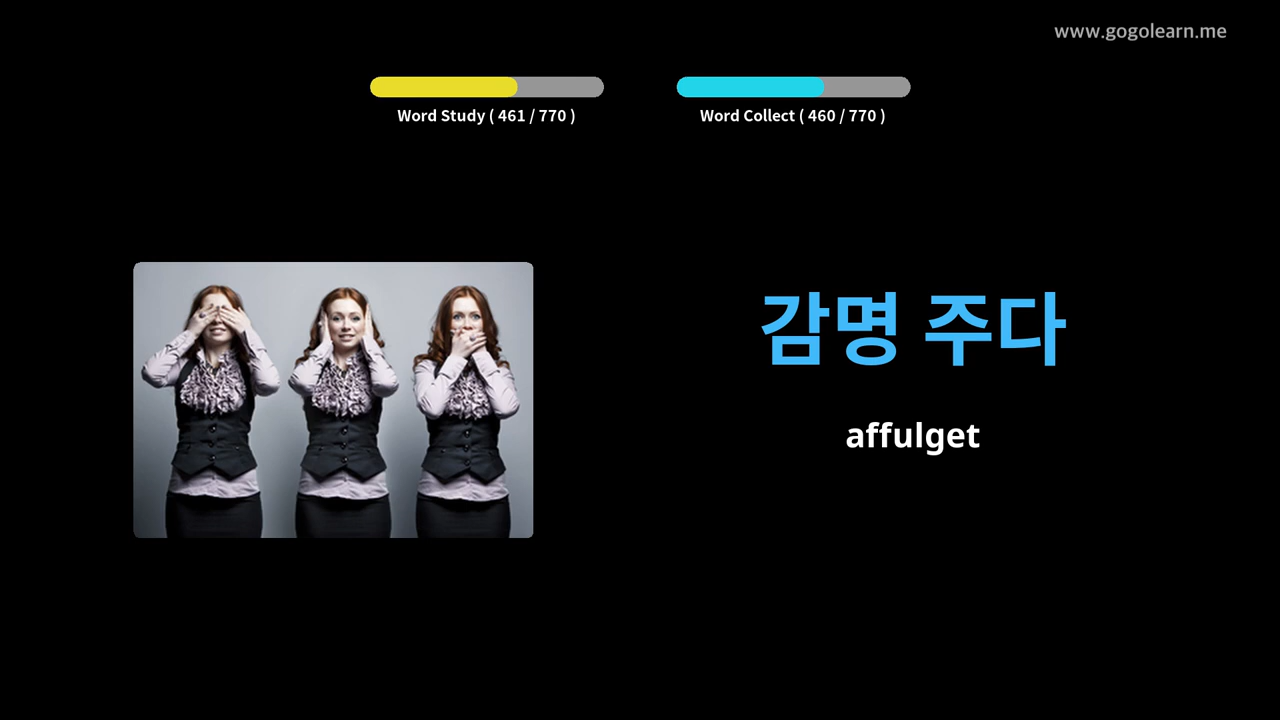 www.gogolearn.me
Word Study ( 461 / 770 )
Word Collect ( 460 / 770 )
감명 주다
affulget